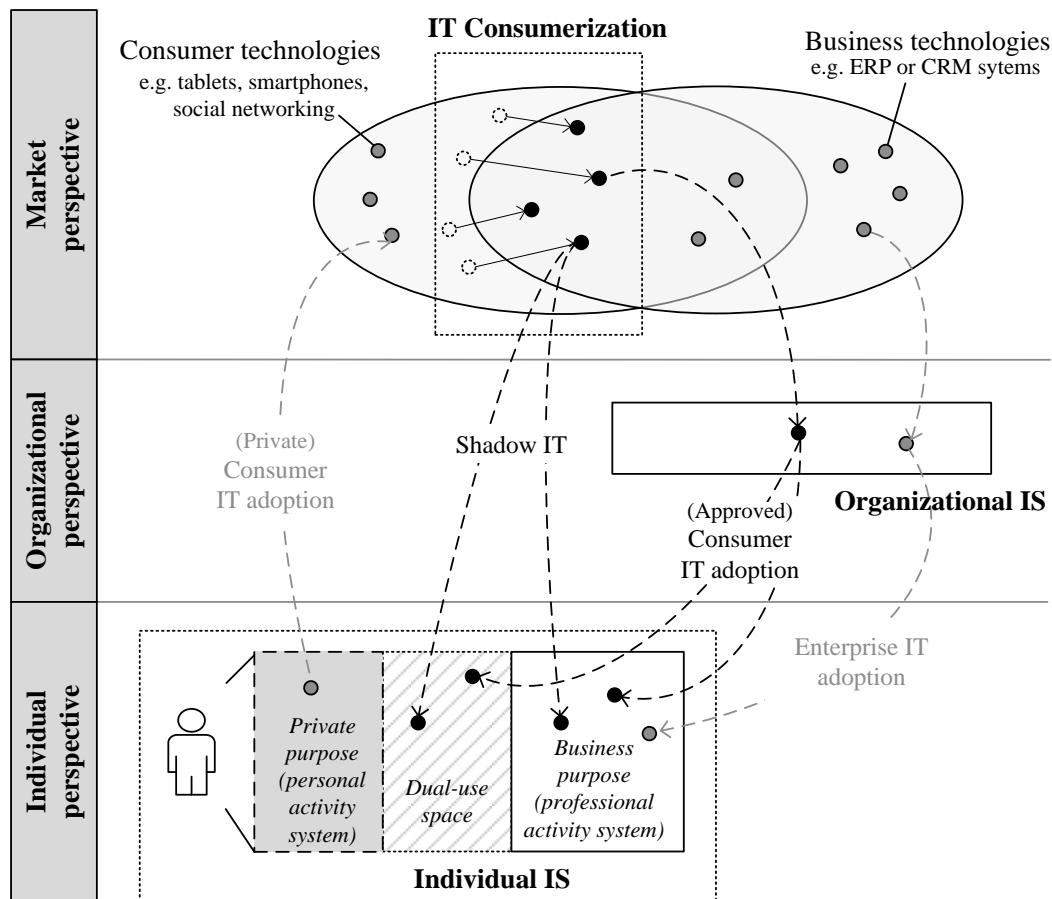 IT Consumerization
Consumer technologies
e.g. tablets, smartphones,
social networking
Business technologies
e.g. ERP or CRM sytems
Market
perspective
Organizational
perspective
(Private)
Consumer
IT adoption
Shadow IT
Organizational IS
(Approved)
Consumer
IT adoption
Individual
perspective
Enterprise IT
adoption
Private
purpose
(personal
activity
system)
Dual-use
space
Business
purpose
(professional
activity system)
Individual IS